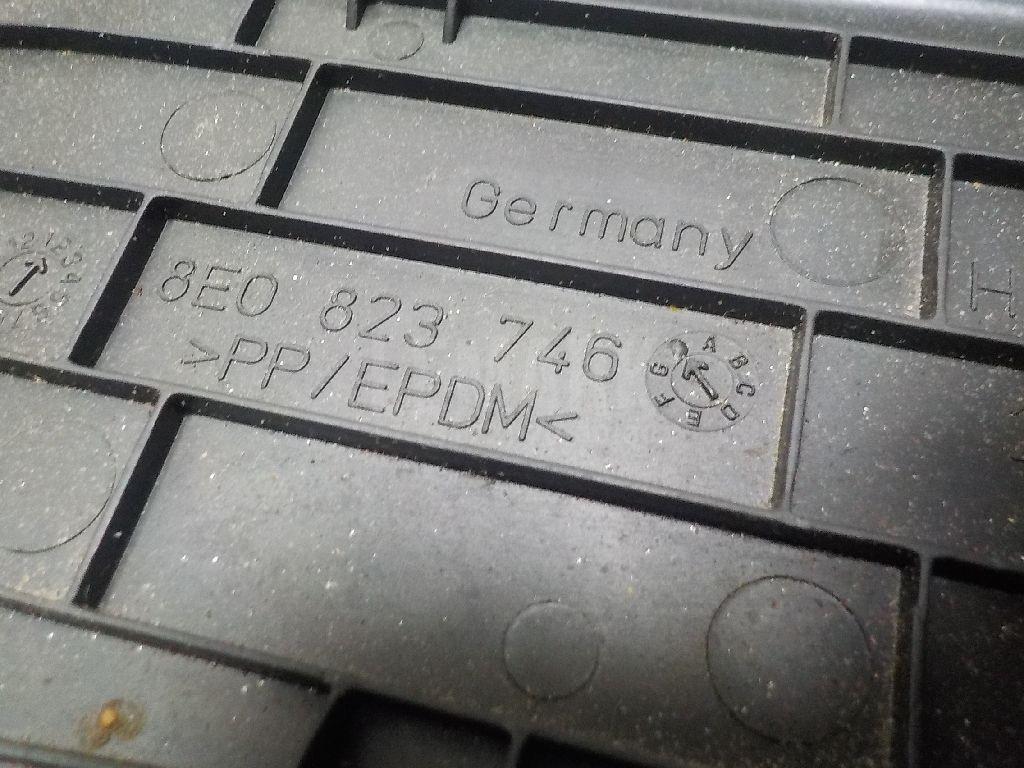 Germany
H
8E0 823 746
>PP/EPDM<
A B C D E F